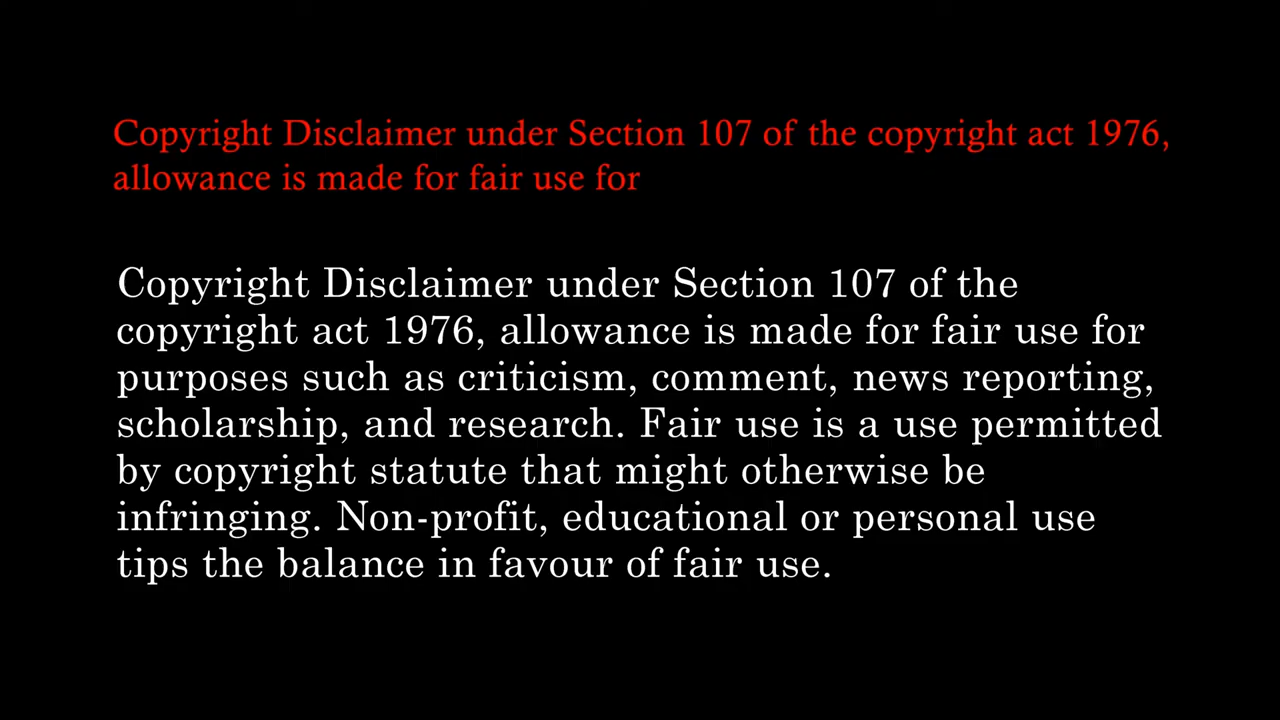 Copyright Disclaimer under Section 107 of the copyright act 1976,
allowance is made for fair use for
Copyright Disclaimer under Section 107 of the
copyright act 1976, allowance is made for fair use for
purposes such as criticism, comment, news reporting,
scholarship, and research. Fair use is a use permitted
by copyright statute that might otherwise be
infringing. Non-profit, educational or personal use
tips the balance in favour of fair use.